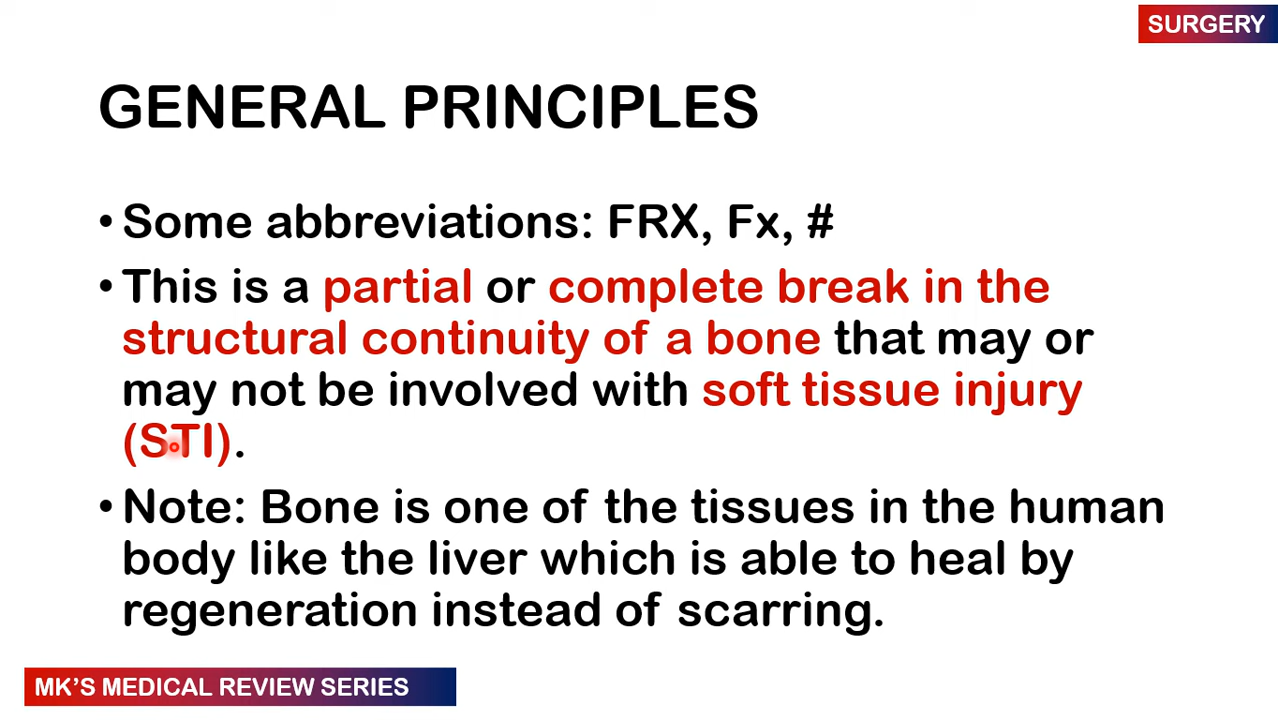 SURGERY
GENERAL PRINCIPLES
• Some abbreviations: FRX, Fx, #
• This is a partial or complete break in the
structural continuity of a bone that may or
may not be involved with soft tissue injury
(STI).
• Note: Bone is one of the tissues in the human
body like the liver which is able to heal by
regeneration instead of scarring.
MK'S MEDICAL REVIEW SERIES